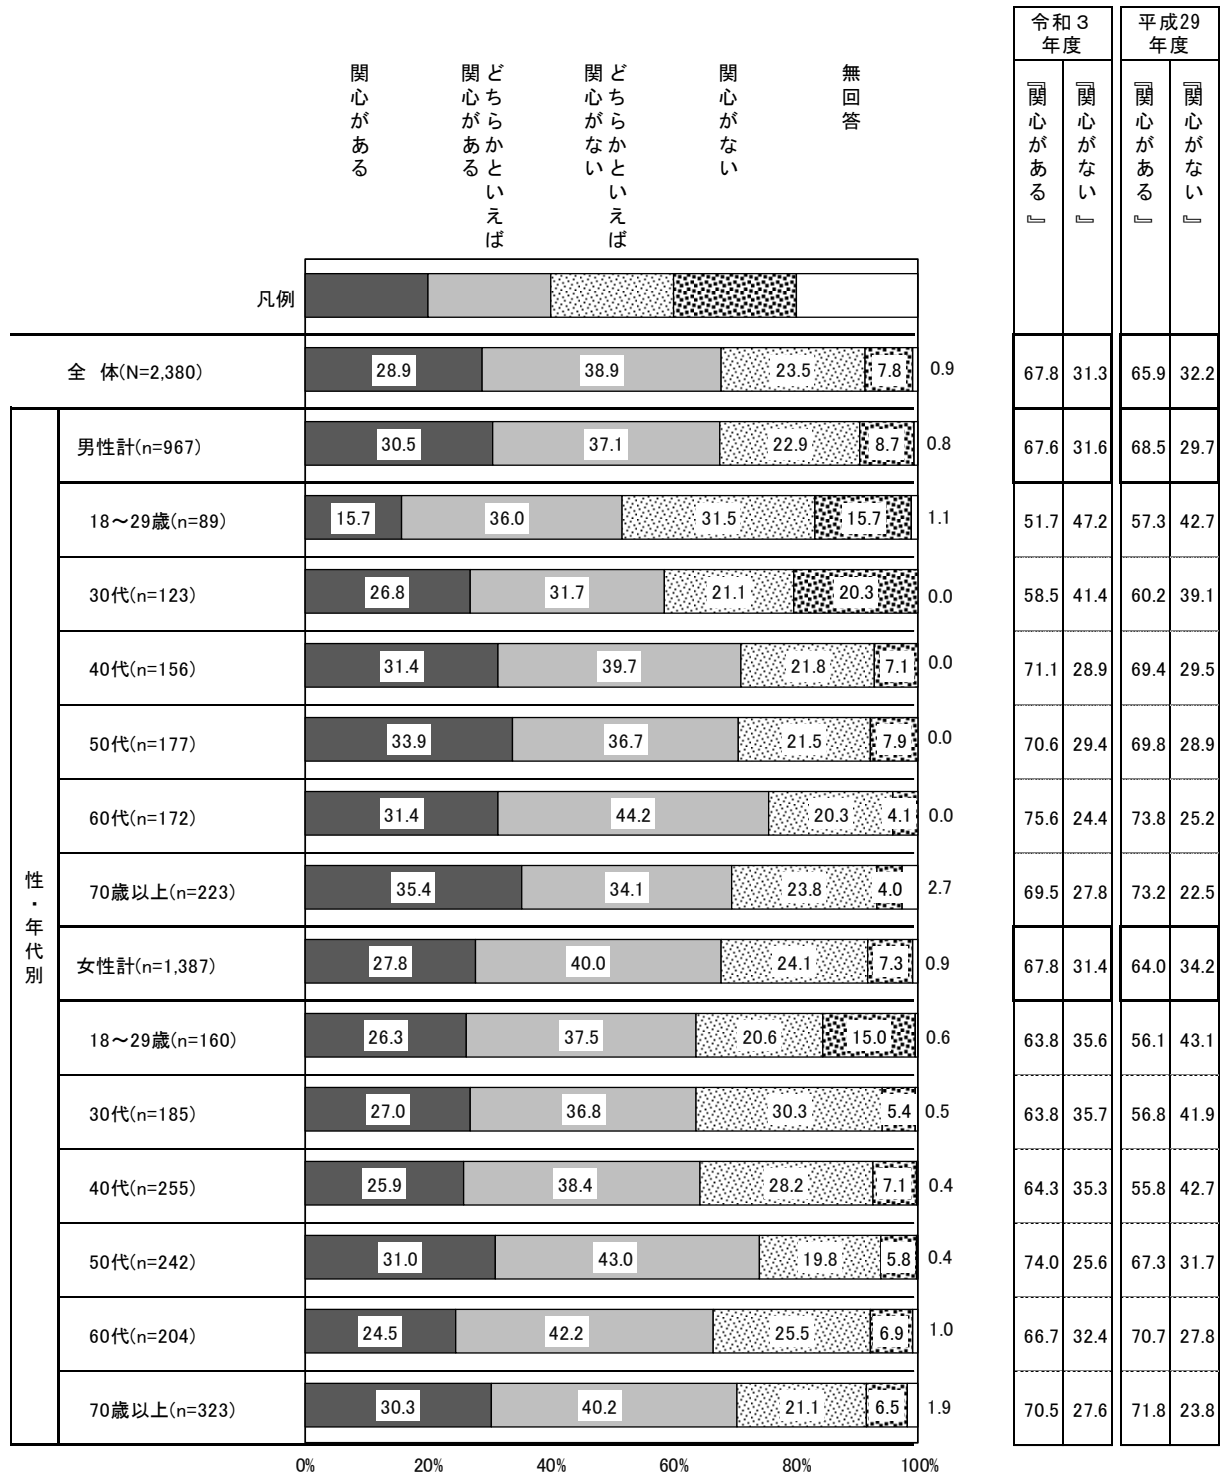 令和３
年度
平成29
年度
関心がある
どちらかといえば
関心がある
どちらかといえば
関心がない
関心がない
無回答
『関心がある』
『関心がない』
『関心がある』
『関心がない』
凡例
全 体(N=2,380) 28.9 38.9 23.5 7.8 0.9 67.8 31.3 65.9 32.2
性・年代別
男性計(n=967) 30.5 37.1 22.9 8.7 0.8 67.6 31.6 68.5 29.7
18～29歳(n=89) 15.7 36.0 31.5 15.7 1.1 51.7 47.2 57.3 42.7
30代(n=123) 26.8 31.7 21.1 20.3 0.0 58.5 41.4 60.2 39.1
40代(n=156) 31.4 39.7 21.8 7.1 0.0 71.1 28.9 69.4 29.5
50代(n=177) 33.9 36.7 21.5 7.9 0.0 70.6 29.4 69.8 28.9
60代(n=172) 31.4 44.2 20.3 4.1 0.0 75.6 24.4 73.8 25.2
70歳以上(n=223) 35.4 34.1 23.8 4.0 2.7 69.5 27.8 73.2 22.5
女性計(n=1,387) 27.8 40.0 24.1 7.3 0.9 67.8 31.4 64.0 34.2
18～29歳(n=160) 26.3 37.5 20.6 15.0 0.6 63.8 35.6 56.1 43.1
30代(n=185) 27.0 36.8 30.3 5.4 0.5 63.8 35.7 56.8 41.9
40代(n=255) 25.9 38.4 28.2 7.1 0.4 64.3 35.3 55.8 42.7
50代(n=242) 31.0 43.0 19.8 5.8 0.4 74.0 25.6 67.3 31.7
60代(n=204) 24.5 42.2 25.5 6.9 1.0 66.7 32.4 70.7 27.8
70歳以上(n=323) 30.3 40.2 21.1 6.5 1.9 70.5 27.6 71.8 23.8
0% 20% 40% 60% 80% 100%